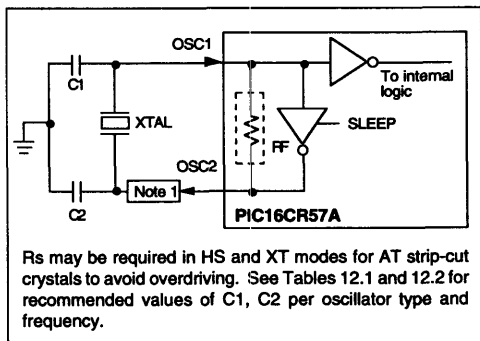 OSC1
C1
To internal
logic
XTAL
SLEEP
RF
OSC2
Note 1
C2
PIC16CR57A
Rs may be required in HS and XT modes for AT strip-cut
crystals to avoid overdriving. See Tables 12.1 and 12.2 for
recommended values of C1, C2 per oscillator type and
frequency.